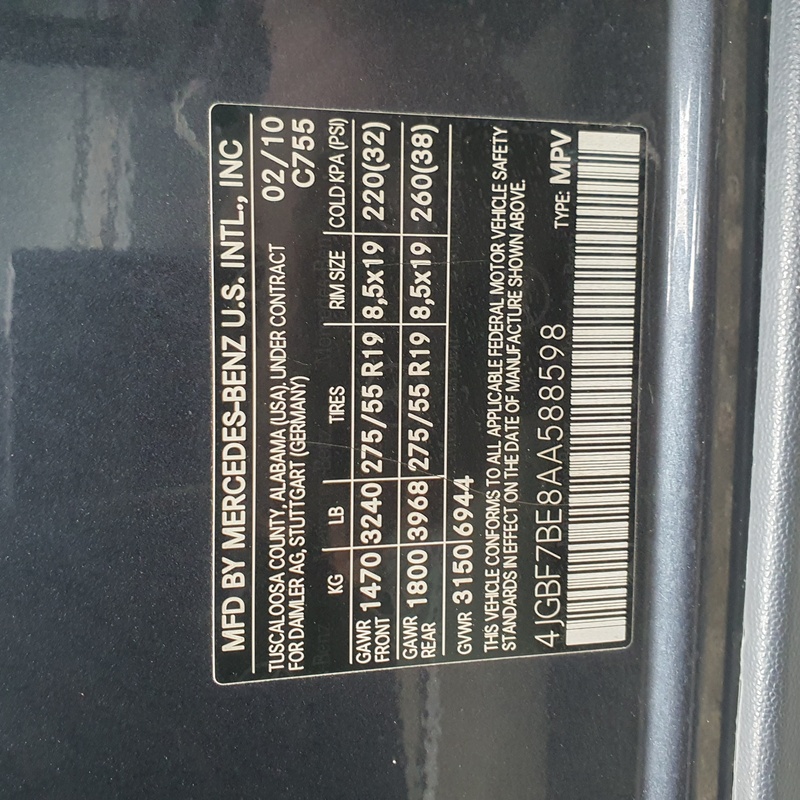 MFD BY MERCEDES-BENZ U.S. INTL., INC
TUSCALOOSA COUNTY, ALABAMA (USA), UNDER CONTRACT 02/10
FOR DAIMLER AG, STUTTGART (GERMANY) C755
KG LB TIRES RIM SIZE COLD KPA (PSI)
GAWR FRONT 1470 3240 275/55 R19 8,5x19 220(32)
GAWR REAR 1800 3968 275/55 R19 8,5x19 260(38)
GVWR 3150 6944
THIS VEHICLE CONFORMS TO ALL APPLICABLE FEDERAL MOTOR VEHICLE SAFETY
STANDARDS IN EFFECT ON THE DATE OF MANUFACTURE SHOWN ABOVE.
4JGBF7BE8AA588598 TYPE: MPV